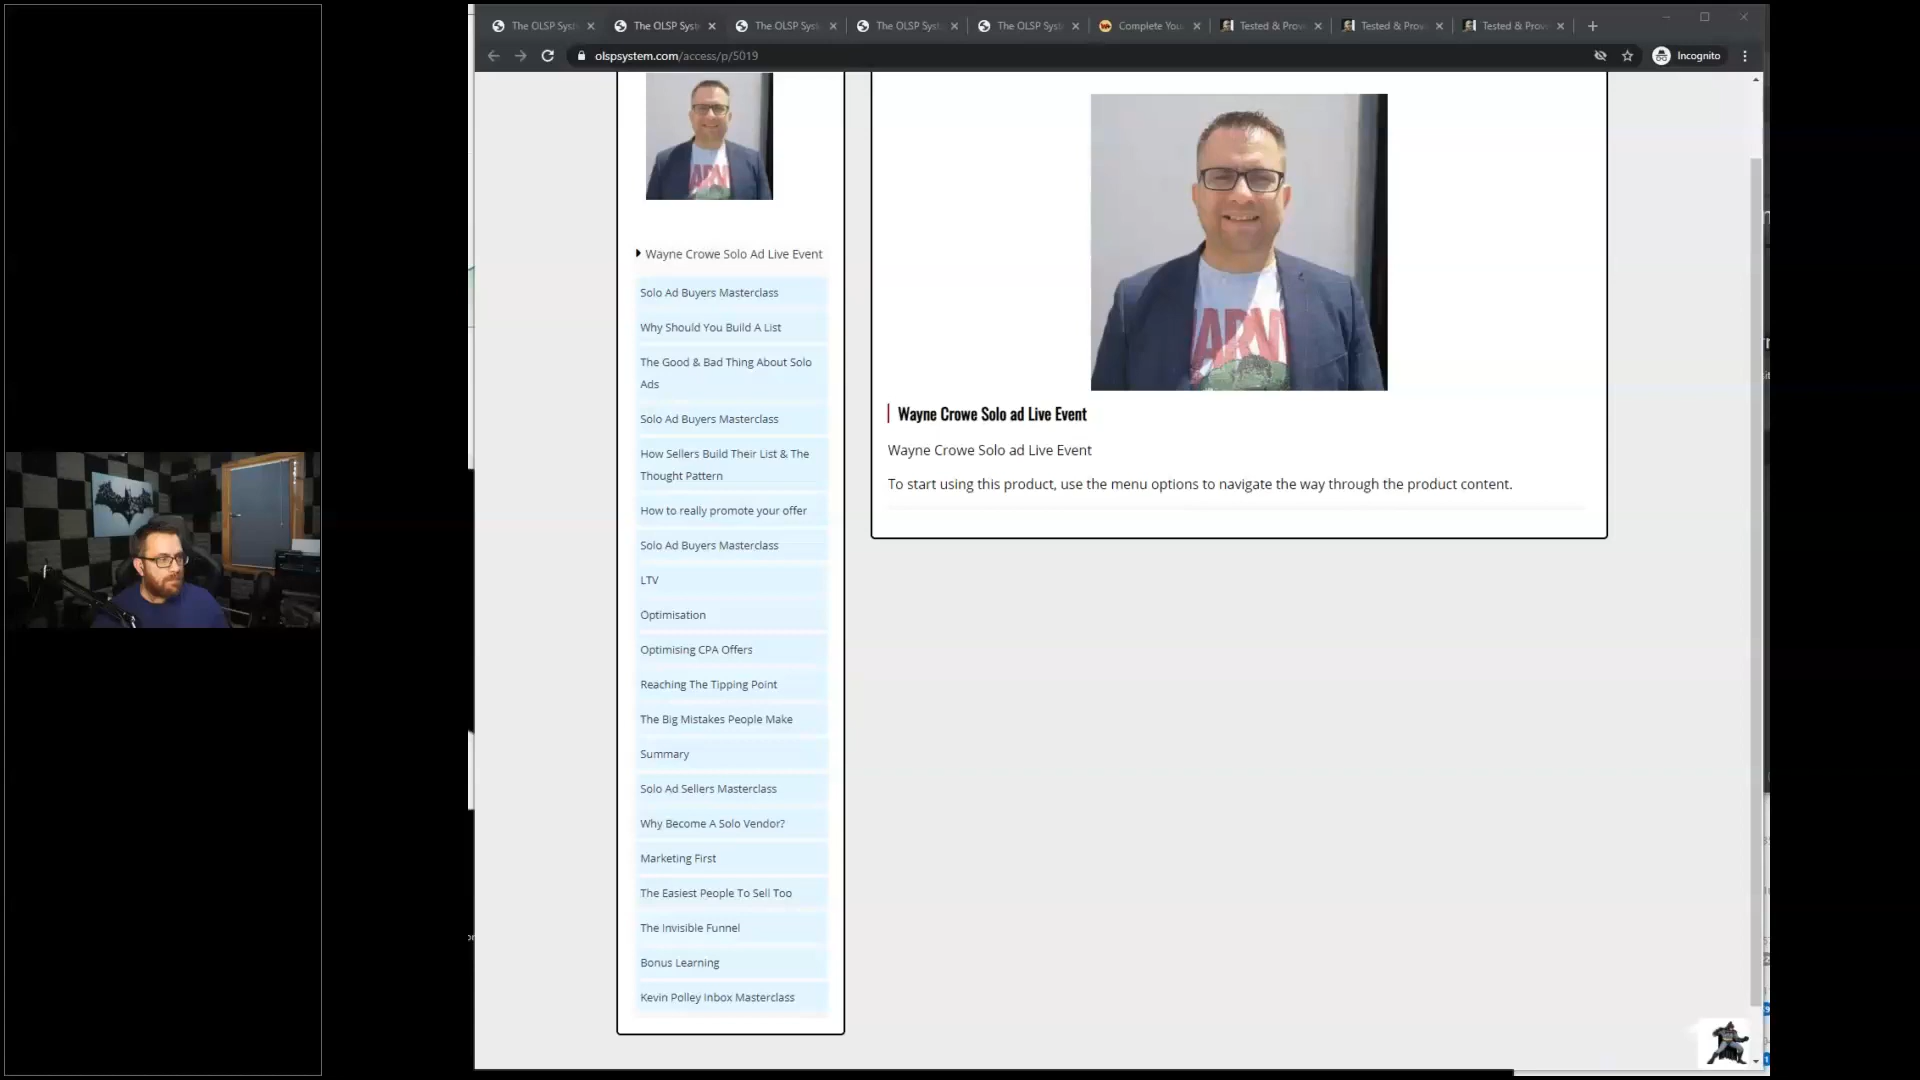 The OLSP Syst
The OLSP Syst
The OLSP Syst
The OLSP Syst
The OLSP Syst
Complete You
Tested & Prov
Tested & Prov
Tested & Prov
olspsystem.com/access/p/5019
Incognito
Wayne Crowe Solo Ad Live Event
Solo Ad Buyers Masterclass
Why Should You Build A List
The Good & Bad Thing About Solo
Ads
Solo Ad Buyers Masterclass
How Sellers Build Their List & The
Thought Pattern
How to really promote your offer
Solo Ad Buyers Masterclass
LTV
Optimisation
Optimising CPA Offers
Reaching The Tipping Point
The Big Mistakes People Make
Summary
Solo Ad Sellers Masterclass
Why Become A Solo Vendor?
Marketing First
The Easiest People To Sell Too
The Invisible Funnel
Bonus Learning
Kevin Polley Inbox Masterclass
Wayne Crowe Solo ad Live Event
Wayne Crowe Solo ad Live Event
To start using this product, use the menu options to navigate the way through the product content.